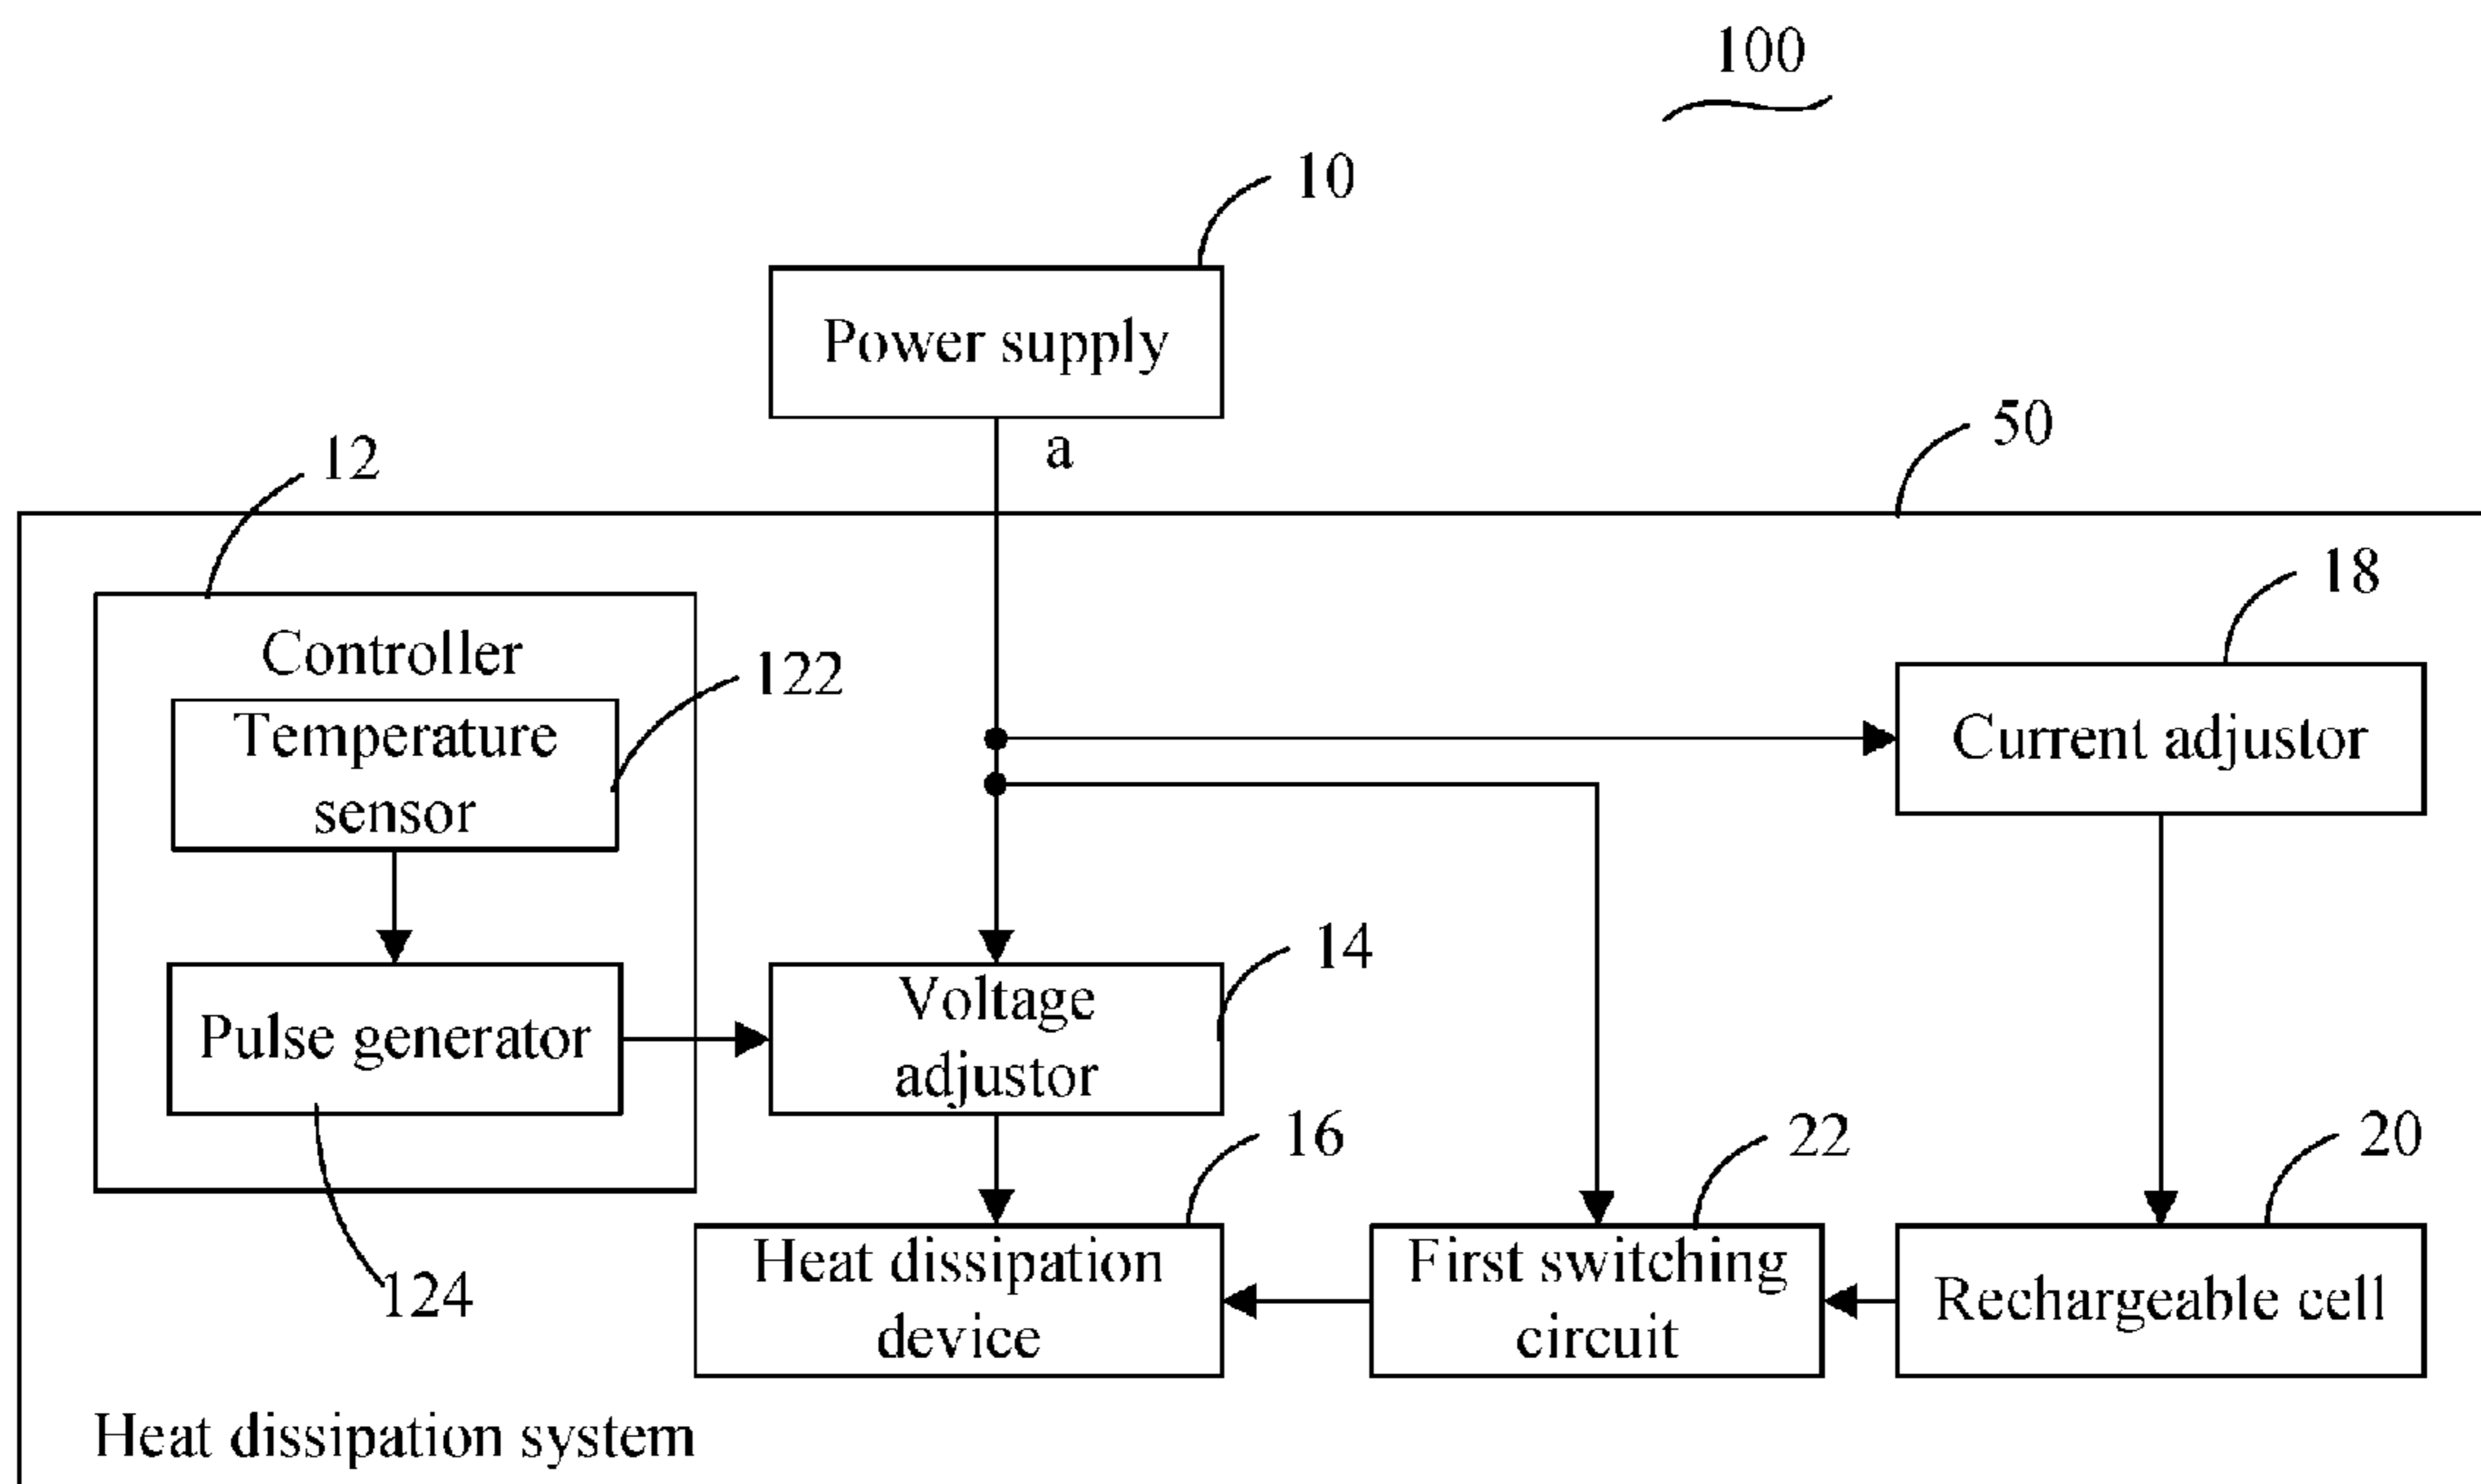 100
10
Power supply
a
50
12
18
Controller
122
Temperature
sensor
Current adjustor
14
Voltage
adjustor
Pulse generator
16
22
20
124
Heat dissipation
device
First switching
circuit
Rechargeable cell
Heat dissipation system